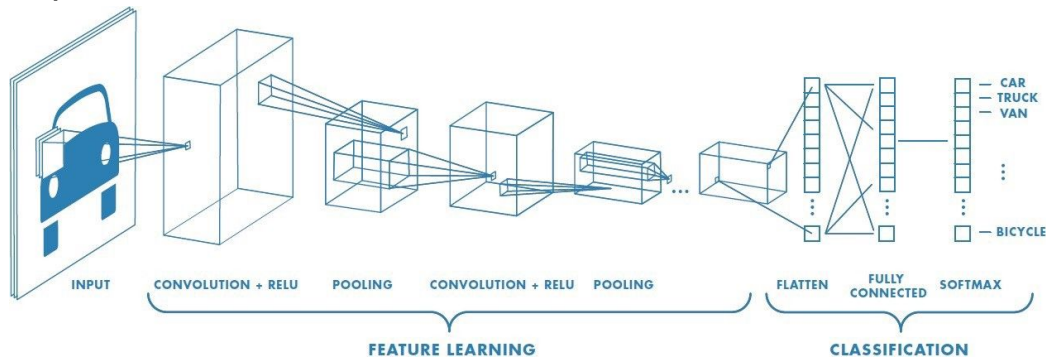 CAR
TRUCK
VAN
BICYCLE
INPUT
CONVOLUTION + RELU
POOLING
CONVOLUTION + RELU
POOLING
FLATTEN
FULLY
CONNECTED
SOFTMAX
FEATURE LEARNING
CLASSIFICATION